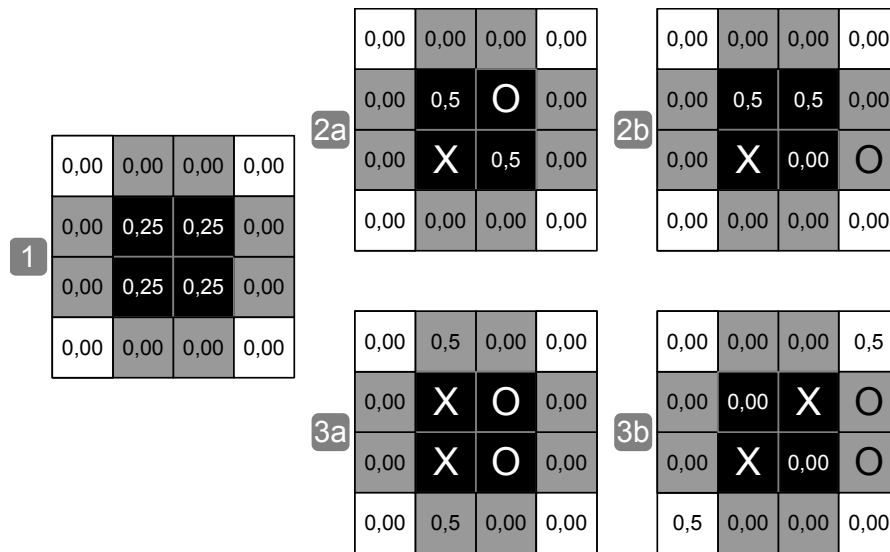 1
0,00 0,00 0,00 0,00
0,00 0,25 0,25 0,00
0,00 0,25 0,25 0,00
0,00 0,00 0,00 0,00
2a
0,00 0,00 0,00 0,00
0,00 0,5 O 0,00
0,00 X 0,5 0,00
0,00 0,00 0,00 0,00
2b
0,00 0,00 0,00 0,00
0,00 0,5 0,5 0,00
0,00 X 0,00 O
0,00 0,00 0,00 0,00
3a
0,00 0,5 0,00 0,00
0,00 X O 0,00
0,00 X O 0,00
0,00 0,5 0,00 0,00
3b
0,00 0,00 0,00 0,5
0,00 0,00 X O
0,00 X 0,00 O
0,5 0,00 0,00 0,00